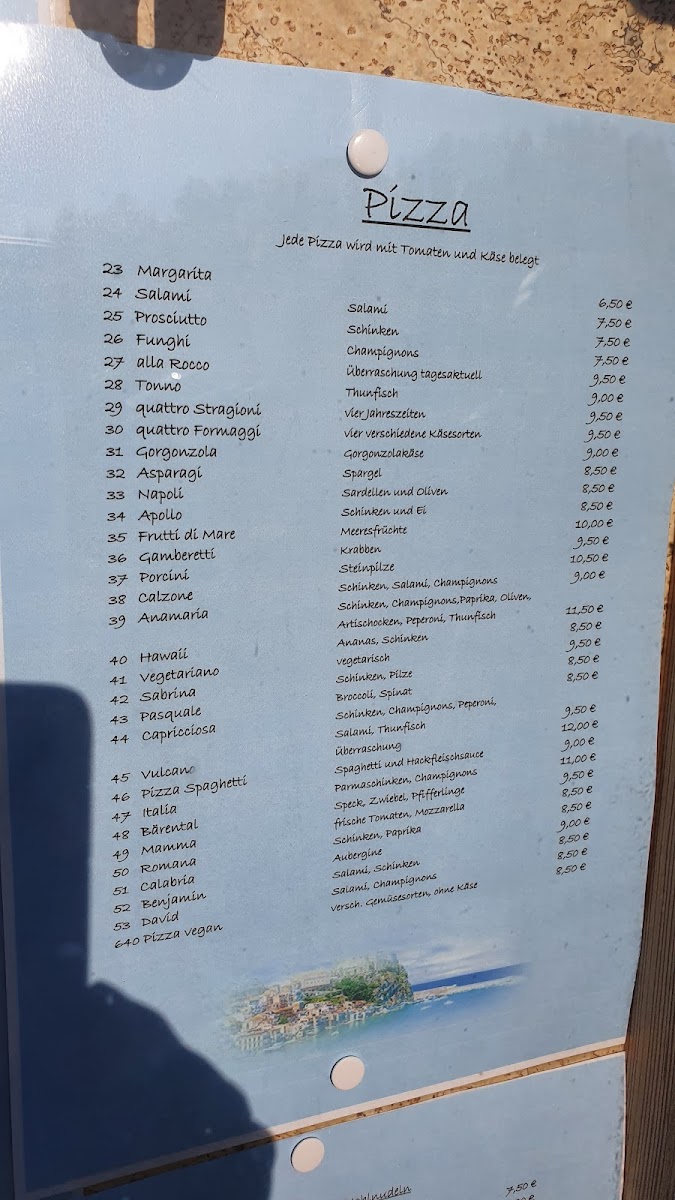 Pizza
Jede Pizza wird mit Tomaten und Käse belegt
23 Margarita 6,50 €
24 Salami Salami 7,50 €
25 Prosciutto Schinken 7,50 €
26 Funghi Champignons 7,50 €
27 alla Rocco Überraschung tagesaktuell 9,50 €
28 Tonno Thunfisch 9,00 €
29 quattro Stragioni vier Jahreszeiten 9,50 €
30 quattro Formaggi vier verschiedene Käsesorten 9,50 €
31 Gorgonzola Gorgonzolakäse 9,00 €
32 Asparagi Spargel 8,50 €
33 Napoli Sardellen und Oliven 8,50 €
34 Apollo Schinken und Ei 8,50 €
35 Frutti di Mare Meeresfrüchte 10,00 €
36 Gamberetti Krabben 9,50 €
37 Porcini Steinpilze 10,50 €
38 Calzone Schinken, Salami, Champignons 9,00 €
39 Anamaria Schinken, Champignons,Paprika, Oliven,
Artischocken, Peperoni, Thunfisch 11,50 €
40 Hawaii Ananas, Schinken 8,50 €
41 Vegetariano vegetarisch 9,50 €
42 Sabrina Schinken, Pilze 8,50 €
43 Pasquale Broccoli, Spinat 8,50 €
44 Capricciosa Schinken, Champignons, Peperoni,
Salami, Thunfisch 9,50 €
45 Vulcano Überraschung 12,00 €
46 Pizza Spaghetti Spaghetti und Hackfleischsauce 9,00 €
47 Italia Parmaschinken, Champignons 11,00 €
48 Bärental Speck, Zwiebel, Pfifferlinge 9,50 €
49 Mamma frische Tomaten, Mozzarella 8,50 €
50 Romana Schinken, Paprika 8,50 €
51 Calabria Aubergine 9,00 €
52 Benjamin Salami, Schinken 8,50 €
53 David Salami, Champignons 8,50 €
640 Pizza vegan versch. Gemüsesorten, ohne Käse 8,50 €
7,50 €